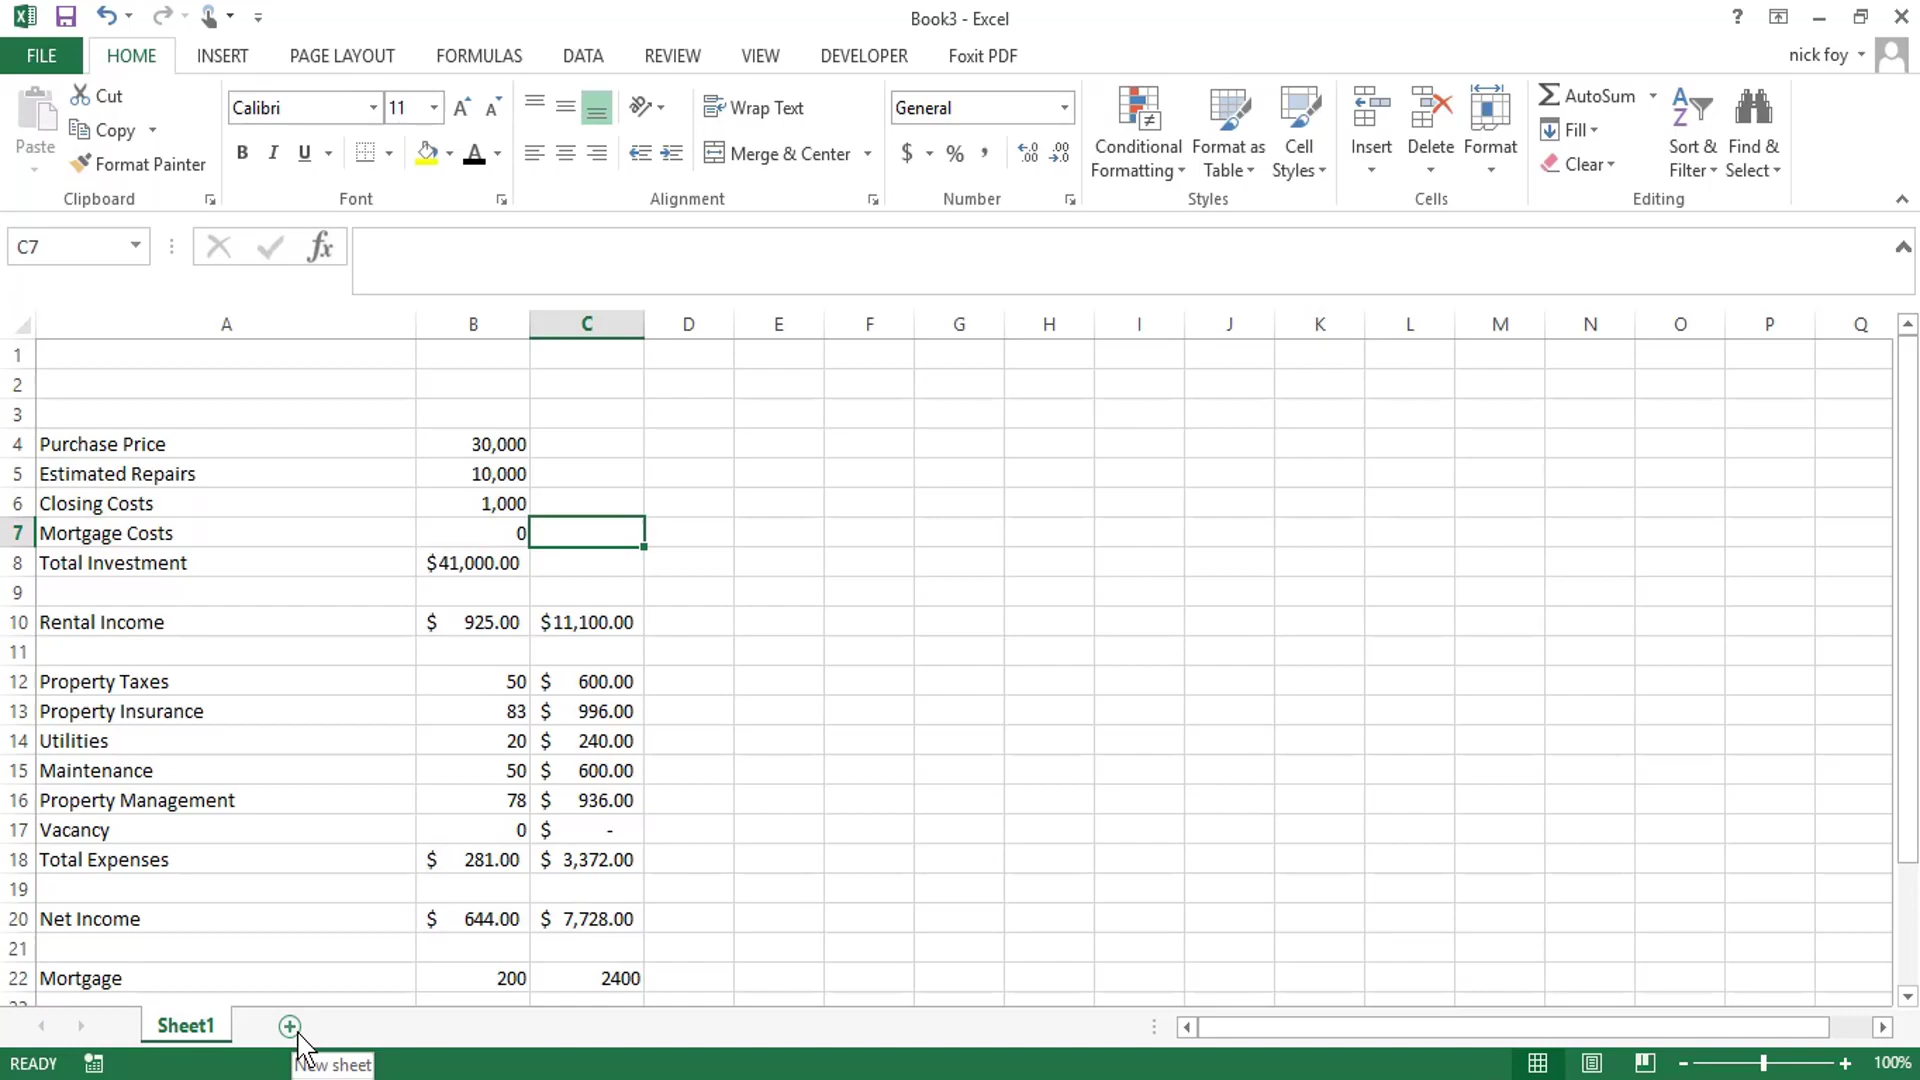 Book3 - Excel
?
FILE HOME INSERT PAGE LAYOUT FORMULAS DATA REVIEW VIEW DEVELOPER Foxit PDF nick foy
Paste Cut Copy Format Painter
Calibri 11
B I U A
Wrap Text
Merge & Center
General
$ % ,
Conditional Formatting
Format as Table
Cell Styles
Insert Delete Format
AutoSum
Fill
Clear
Sort & Filter
Find & Select
Clipboard Font Alignment Number Styles Cells Editing
C7 fx
A B C D E F G H I J K L M N O P Q
1
2
3
4 Purchase Price 30,000
5 Estimated Repairs 10,000
6 Closing Costs 1,000
7 Mortgage Costs 0
8 Total Investment $41,000.00
9
10 Rental Income $ 925.00 $11,100.00
11
12 Property Taxes 50 $ 600.00
13 Property Insurance 83 $ 996.00
14 Utilities 20 $ 240.00
15 Maintenance 50 $ 600.00
16 Property Management 78 $ 936.00
17 Vacancy 0 $ -
18 Total Expenses $ 281.00 $ 3,372.00
19
20 Net Income $ 644.00 $ 7,728.00
21
22 Mortgage 200 2400
Sheet1
New sheet
READY 100%